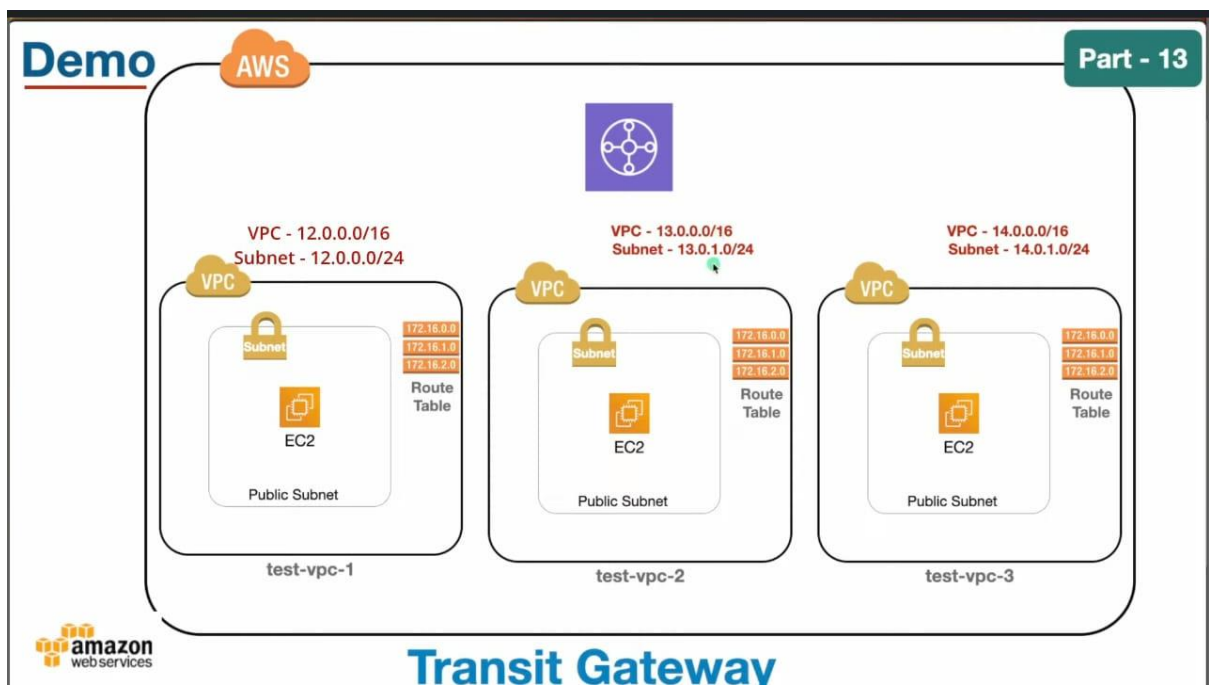 Demo
AWS
Part - 13
VPC - 12.0.0.0/16
Subnet - 12.0.0.0/24
VPC - 13.0.0.0/16
Subnet - 13.0.1.0/24
VPC - 14.0.0.0/16
Subnet - 14.0.1.0/24
VPC
Subnet
172.16.0.0
172.16.1.0
172.16.2.0
Route
Table
EC2
Public Subnet
test-vpc-1
VPC
Subnet
172.16.0.0
172.16.1.0
172.16.2.0
Route
Table
EC2
Public Subnet
test-vpc-2
VPC
Subnet
172.16.0.0
172.16.1.0
172.16.2.0
Route
Table
EC2
Public Subnet
test-vpc-3
amazon
webservices
Transit Gateway